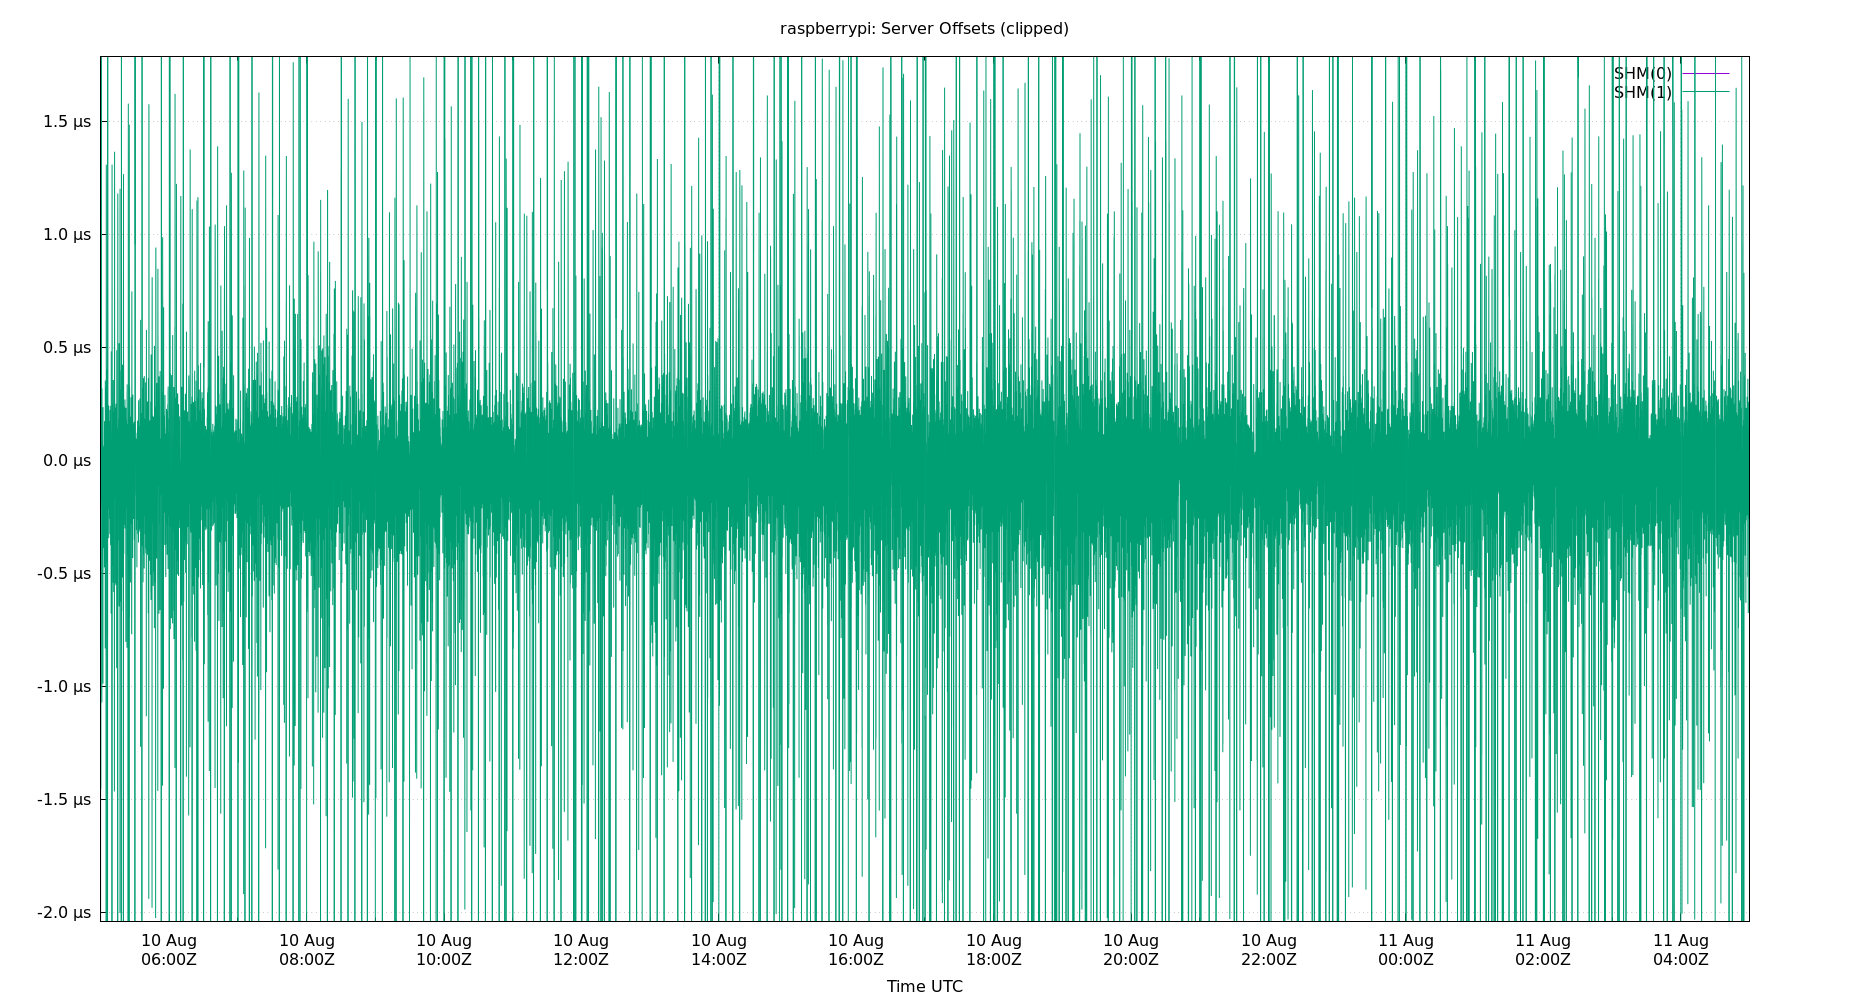 raspberrypi: Server Offsets (clipped)
SHM(0)
SHM(1)
1.5 µs
1.0 µs
0.5 µs
0.0 µs
-0.5 µs
-1.0 µs
-1.5 µs
-2.0 µs
10 Aug 10 Aug 10 Aug 10 Aug 10 Aug 10 Aug 10 Aug 10 Aug 10 Aug 11 Aug 11 Aug 11 Aug
06:00Z 08:00Z 10:00Z 12:00Z 14:00Z 16:00Z 18:00Z 20:00Z 22:00Z 00:00Z 02:00Z 04:00Z
Time UTC